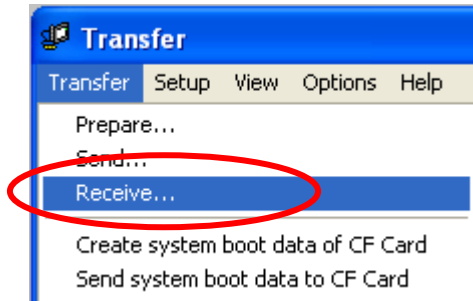 Transfer
Transfer Setup View Options Help
Prepare...
Send...
Receive...
Create system boot data of CF Card
Send system boot data to CF Card